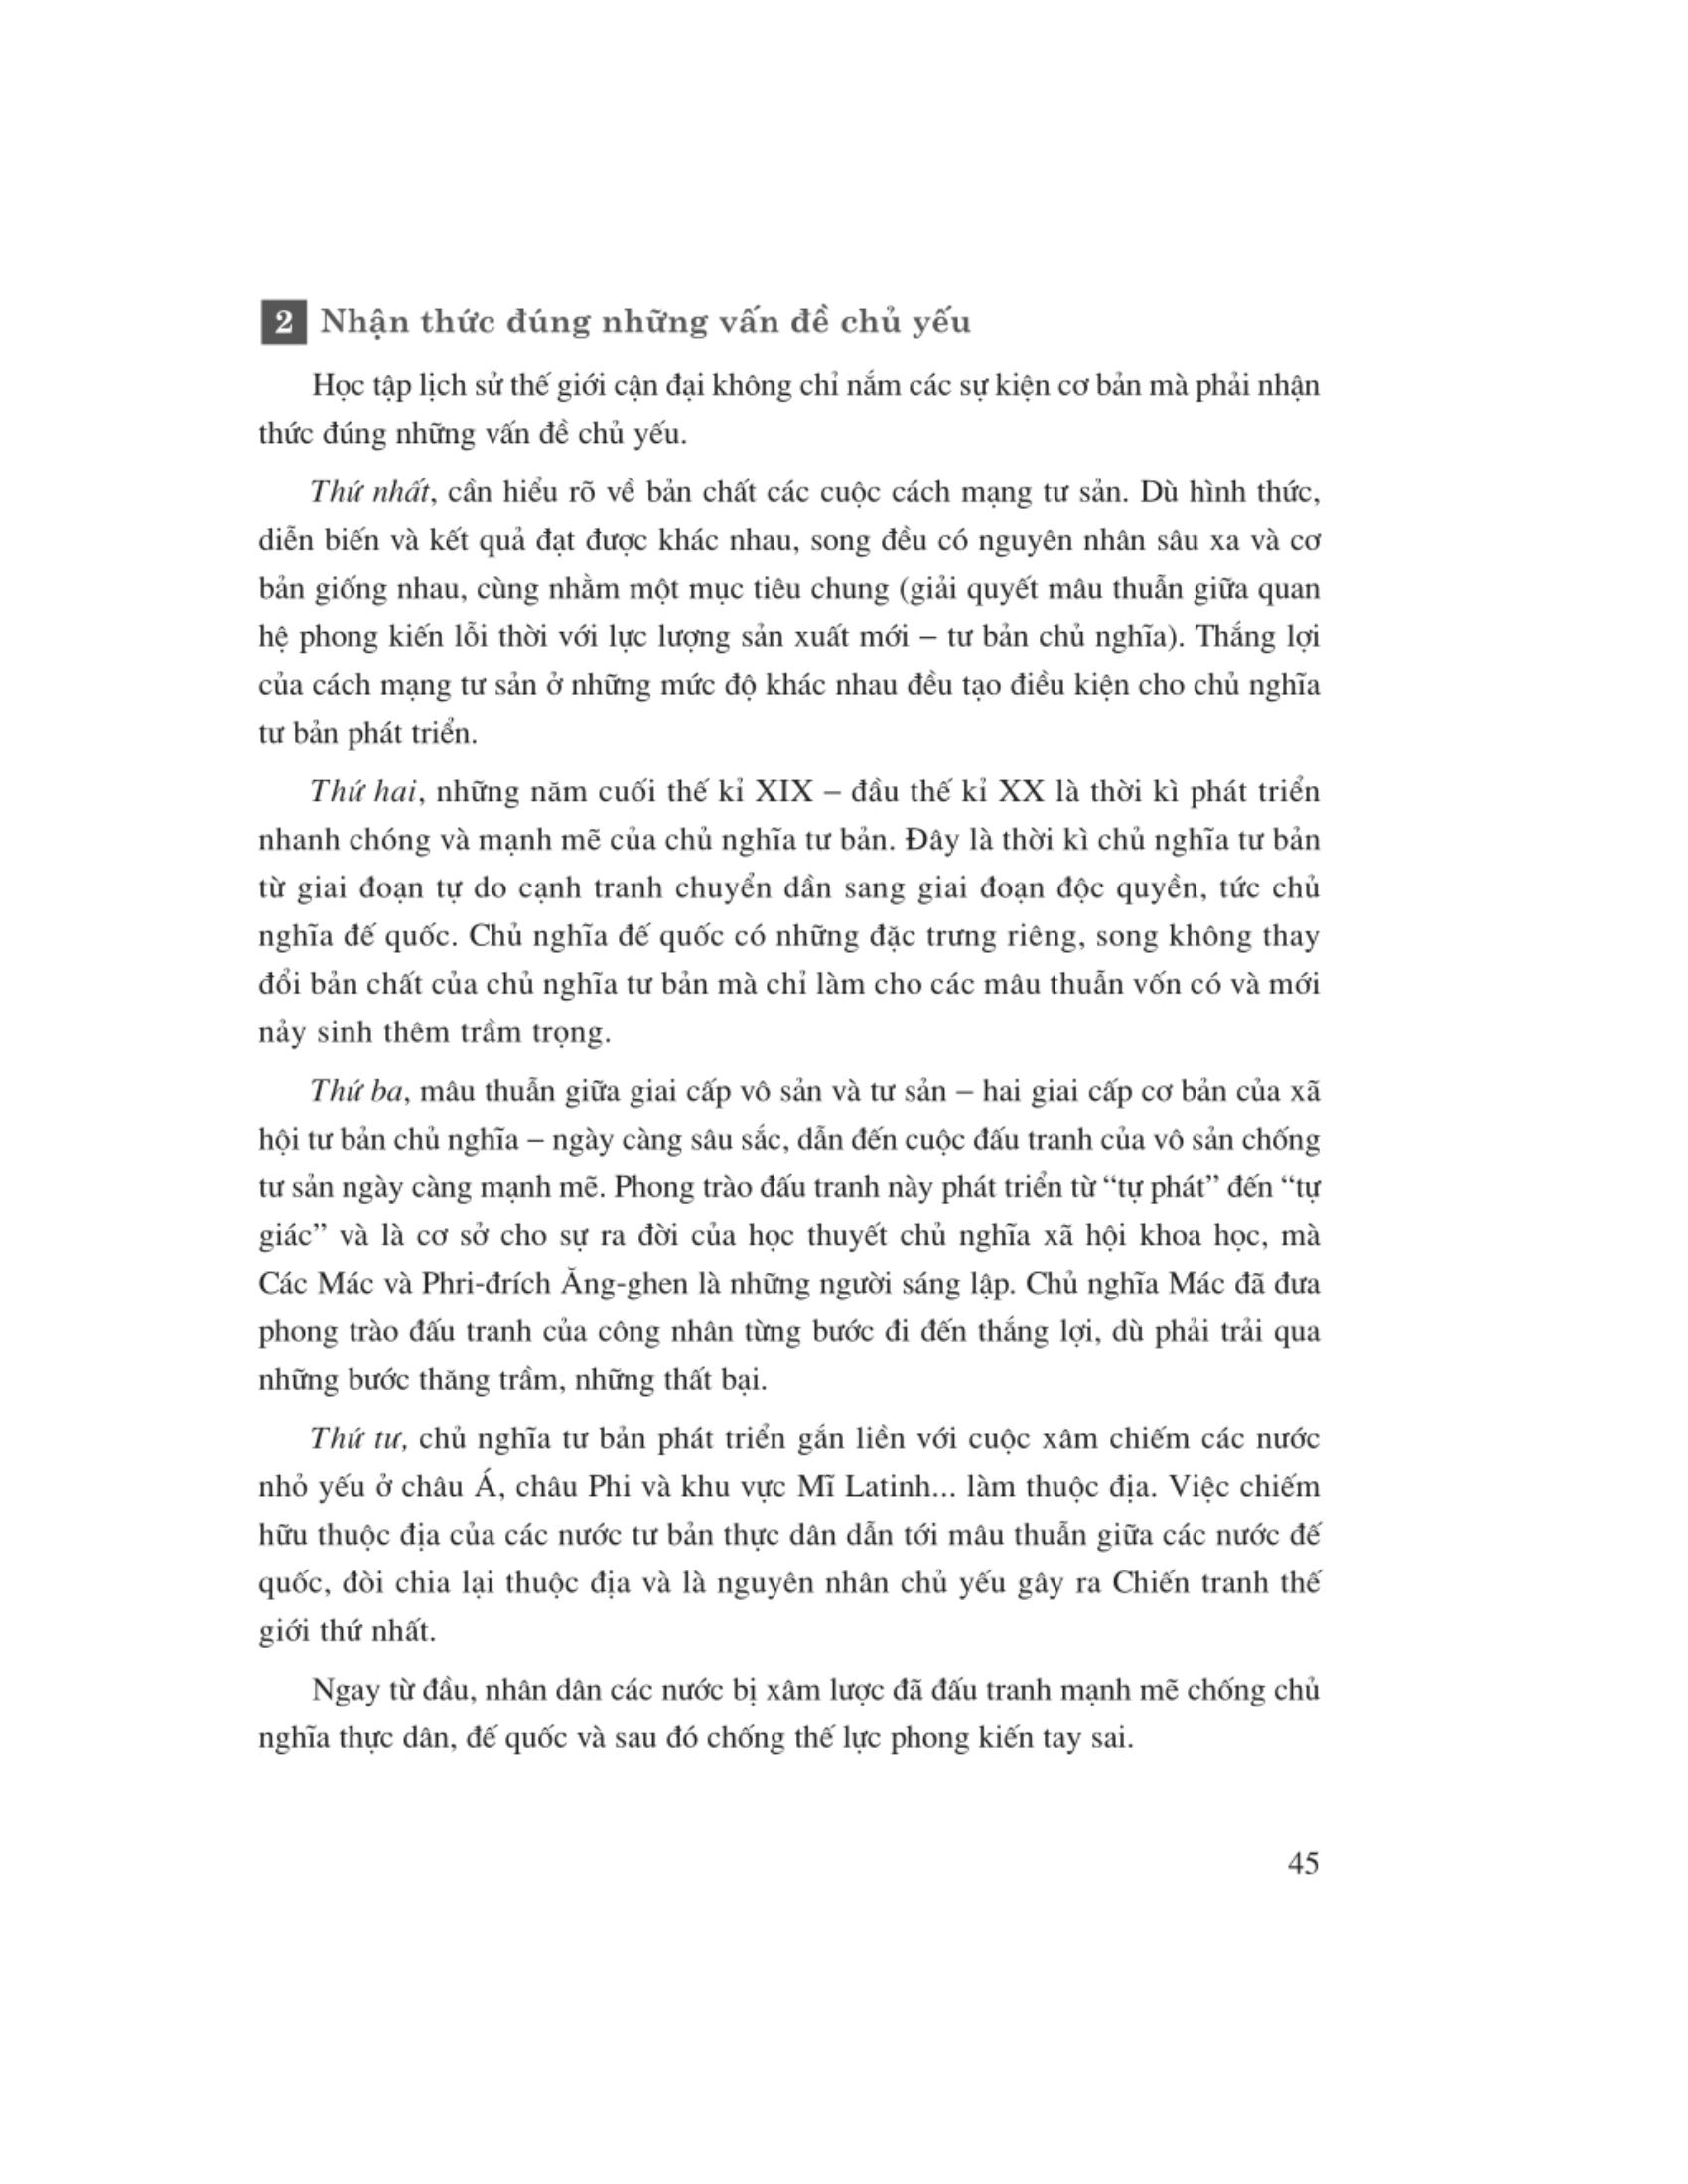 2 Nhận thức đúng những vấn đề chủ yếu
Học tập lịch sử thế giới cận đại không chỉ nắm các sự kiện cơ bản mà phải nhận
thức đúng những vấn đề chủ yếu.
Thứ nhất, cần hiểu rõ về bản chất các cuộc cách mạng tư sản. Dù hình thức,
diễn biến và kết quả đạt được khác nhau, song đều có nguyên nhân sâu xa và cơ
bản giống nhau, cùng nhằm một mục tiêu chung (giải quyết mâu thuẫn giữa quan
hệ phong kiến lỗi thời với lực lượng sản xuất mới – tư bản chủ nghĩa). Thắng lợi
của cách mạng tư sản ở những mức độ khác nhau đều tạo điều kiện cho chủ nghĩa
tư bản phát triển.
Thứ hai, những năm cuối thế kỉ XIX – đầu thế kỉ XX là thời kì phát triển
nhanh chóng và mạnh mẽ của chủ nghĩa tư bản. Đây là thời kì chủ nghĩa tư bản
từ giai đoạn tự do cạnh tranh chuyển dần sang giai đoạn độc quyền, tức chủ
nghĩa đế quốc. Chủ nghĩa đế quốc có những đặc trưng riêng, song không thay
đổi bản chất của chủ nghĩa tư bản mà chỉ làm cho các mâu thuẫn vốn có và mới
nảy sinh thêm trầm trọng.
Thứ ba, mâu thuẫn giữa giai cấp vô sản và tư sản – hai giai cấp cơ bản của xã
hội tư bản chủ nghĩa – ngày càng sâu sắc, dẫn đến cuộc đấu tranh của vô sản chống
tư sản ngày càng mạnh mẽ. Phong trào đấu tranh này phát triển từ “tự phát” đến “tự
giác” và là cơ sở cho sự ra đời của học thuyết chủ nghĩa xã hội khoa học, mà
Các Mác và Phri-đrích Ăng-ghen là những người sáng lập. Chủ nghĩa Mác đã đưa
phong trào đấu tranh của công nhân từng bước đi đến thắng lợi, dù phải trải qua
những bước thăng trầm, những thất bại.
Thứ tư, chủ nghĩa tư bản phát triển gắn liền với cuộc xâm chiếm các nước
nhỏ yếu ở châu Á, châu Phi và khu vực Mĩ Latinh... làm thuộc địa. Việc chiếm
hữu thuộc địa của các nước tư bản thực dân dẫn tới mâu thuẫn giữa các nước đế
quốc, đòi chia lại thuộc địa và là nguyên nhân chủ yếu gây ra Chiến tranh thế
giới thứ nhất.
Ngay từ đầu, nhân dân các nước bị xâm lược đã đấu tranh mạnh mẽ chống chủ
nghĩa thực dân, đế quốc và sau đó chống thế lực phong kiến tay sai.
45